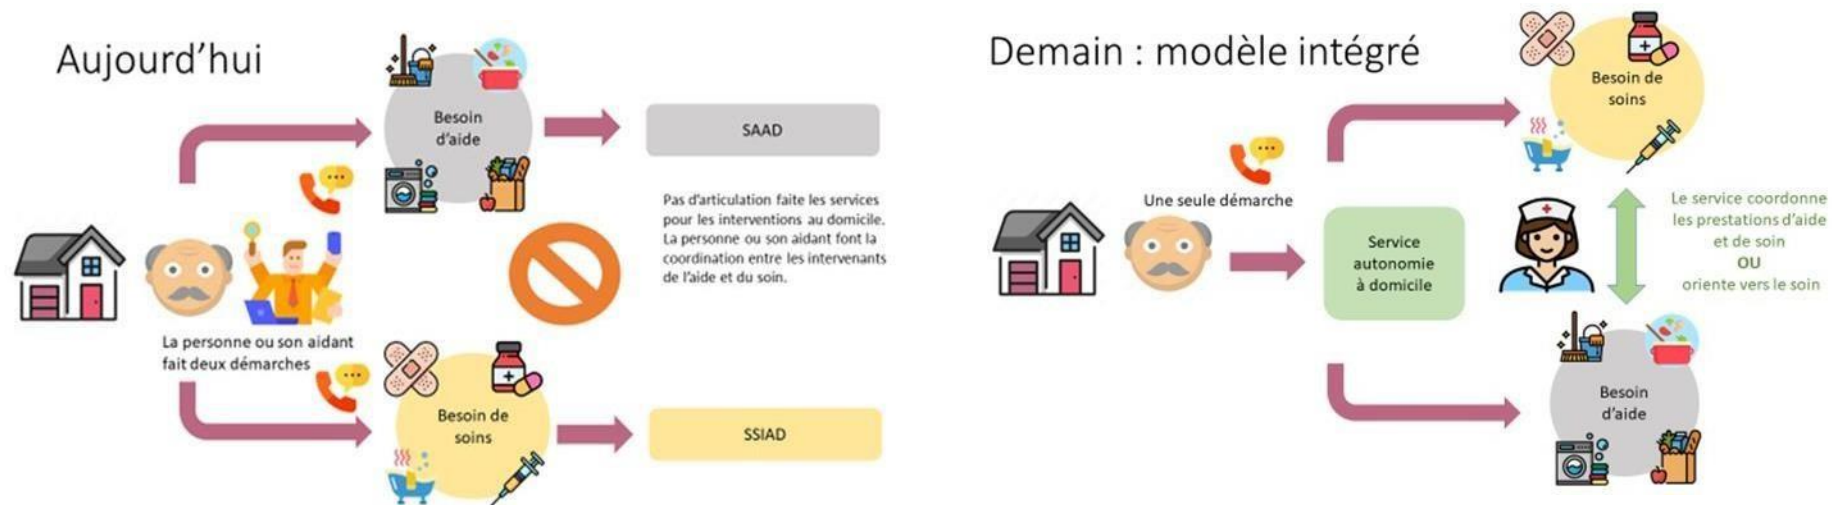 Aujourd'hui
Besoin
d'aide
SAAD
Pas d'articulation faite les services
pour les interventions au domicile.
La personne ou son aidant font la
coordination entre les intervenants
de l'aide et du soin.
La personne ou son aidant
fait deux démarches
Besoin de
soins
SSIAD
Demain : modèle intégré
Une seule démarche
Service
autonomie
à domicile
Besoin de
soins
Le service coordonne
les prestations d'aide
et de soin
OU
oriente vers le soin
Besoin
d'aide